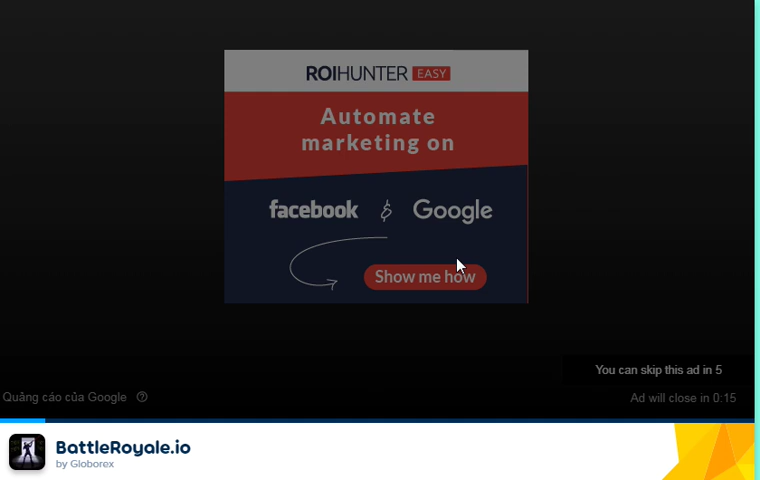 ROIHUNTER EASY
Automate
marketing on
facebook & Google
Show me how
You can skip this ad in 5
Quảng cáo của Google
Ad will close in 0:15
BattleRoyale.io
by Globorex